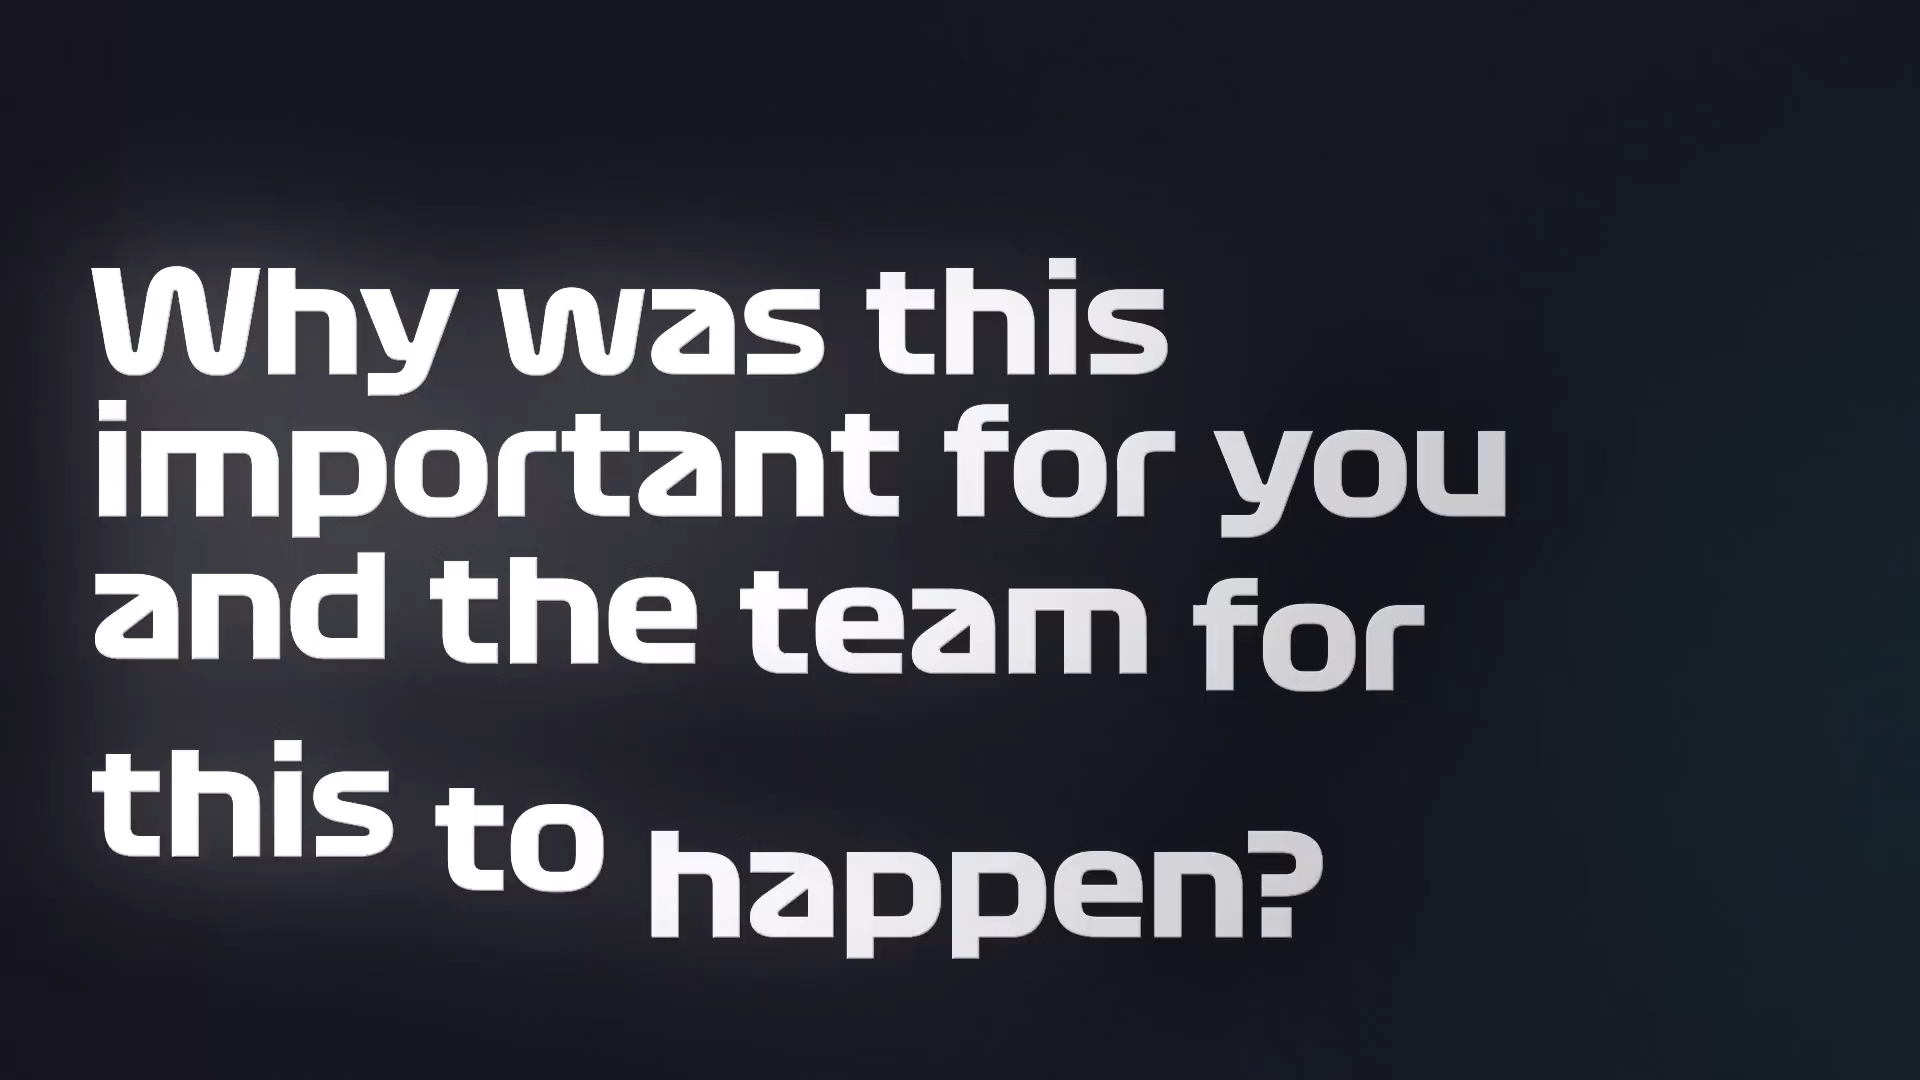 Why was this
important for you
and the team for
this to happen?